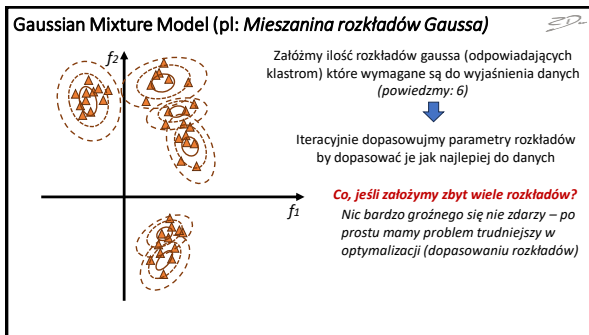 Gaussian Mixture Model (pl: Mieszanina rozkładów Gaussa)
f2
Załóżmy ilość rozkładów gaussa (odpowiadających
klastrom) które wymagane są do wyjaśnienia danych
(powiedzmy: 6)
Iteracyjnie dopasowujmy parametry rozkładów
by dopasować je jak najlepiej do danych
Co, jeśli założymy zbyt wiele rozkładów?
f1
Nic bardzo groźnego się nie zdarzy – po
prostu mamy problem trudniejszy w
optymalizacji (dopasowaniu rozkładów)